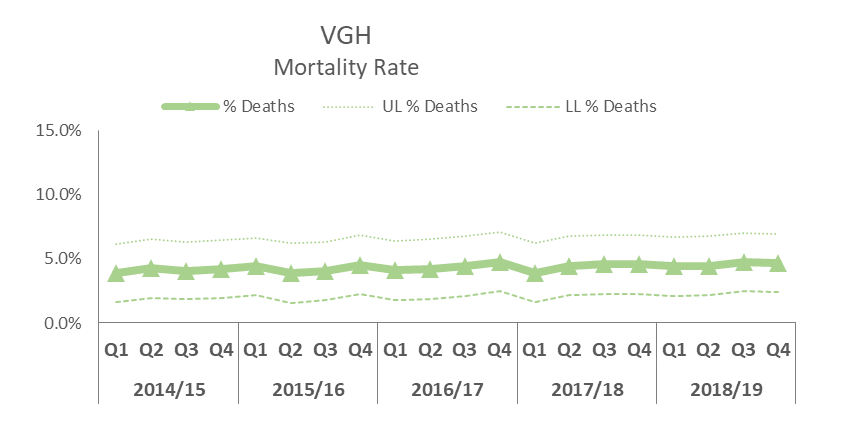 VGH
Mortality Rate
% Deaths UL % Deaths LL % Deaths
15.0%
10.0%
5.0%
0.0%
Q1 Q2 Q3 Q4 Q1 Q2 Q3 Q4 Q1 Q2 Q3 Q4 Q1 Q2 Q3 Q4 Q1 Q2 Q3 Q4
2014/15 2015/16 2016/17 2017/18 2018/19